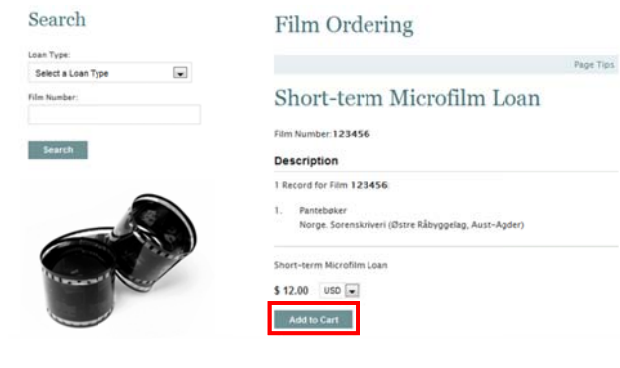 Search
Loan Type:
Select a Loan Type
Film Number:
Search
Film Ordering
Page Tips
Short-term Microfilm Loan
Film Number: 123456
Description
1 Record for Film 123456:
1. Pantebøker
Norge. Sorenskriveri (Østre Råbyggelag, Aust-Agder)
Short-term Microfilm Loan
$ 12.00 USD
Add to Cart